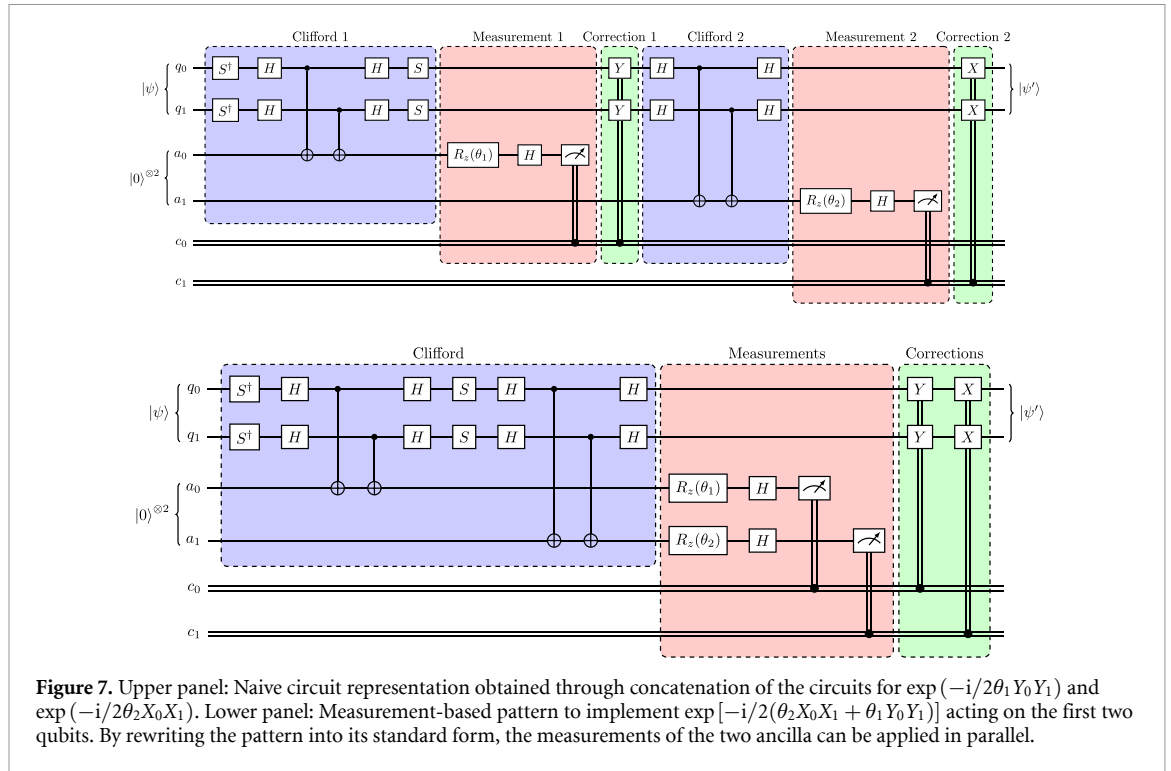 Clifford 1 Measurement 1 Correction 1 Clifford 2 Measurement 2 Correction 2
|ψ⟩ q₀ S† H H S Y H H X |ψ′⟩
q₁ S† H H S Y H H X
|0⟩⊗² a₀ R_z(θ₁) H
a₁ R_z(θ₂) H
c₀
c₁
Clifford Measurements Corrections
|ψ⟩ q₀ S† H H S H H Y X |ψ′⟩
q₁ S† H H S H H Y X
|0⟩⊗² a₀ R_z(θ₁) H
a₁ R_z(θ₂) H
c₀
c₁
Figure 7. Upper panel: Naive circuit representation obtained through concatenation of the circuits for exp (−i/2θ₁Y₀Y₁) and
exp (−i/2θ₂X₀X₁). Lower panel: Measurement-based pattern to implement exp [−i/2(θ₂X₀X₁ + θ₁Y₀Y₁)] acting on the first two
qubits. By rewriting the pattern into its standard form, the measurements of the two ancilla can be applied in parallel.